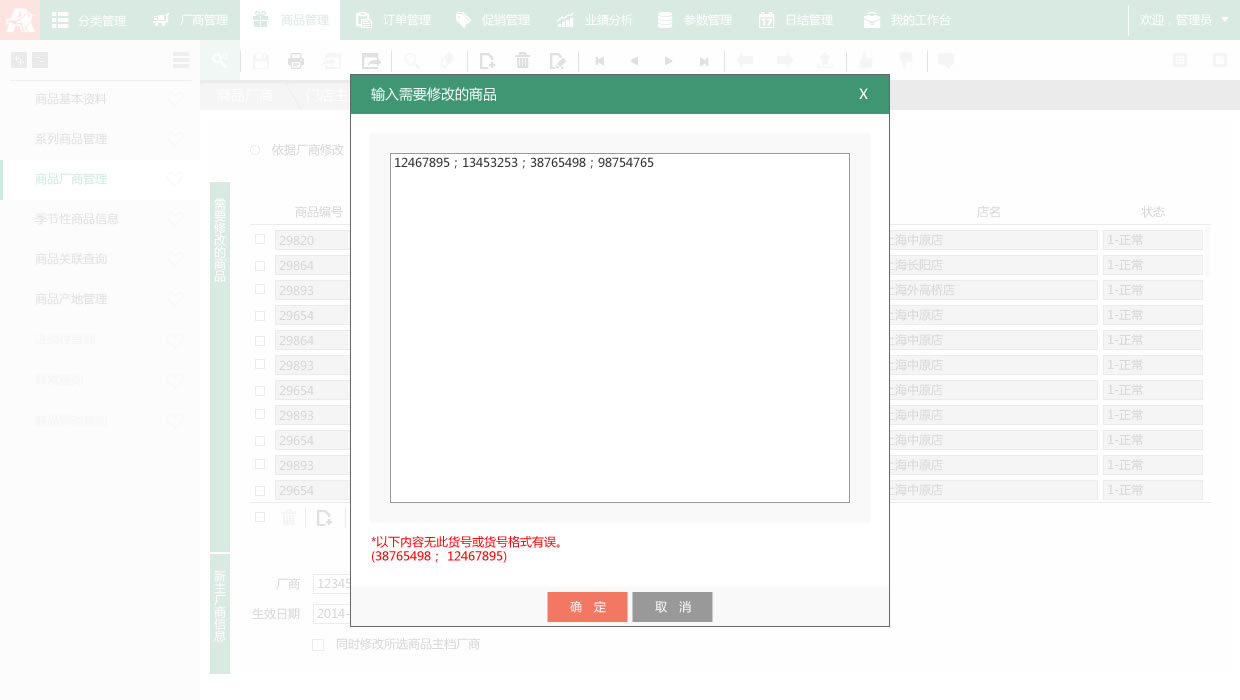 分类管理 厂商管理 商品管理 订单管理 促销管理 业绩分析 参数管理 日结管理 我的工作台 欢迎，管理员
商品厂商 门店主
商品基本资料
系列商品管理
商品厂商管理
季节性商品信息
商品关联查询
商品产地管理
输入需要修改的商品 X
12467895；13453253；38765498；98754765
*以下内容无此货号或货号格式有误。
(38765498； 12467895)
确 定 取 消
依据厂商修改
需要修改的商品
商品编号 店名 状态
29820 上海中原店 1-正常
29864 上海长阳店 1-正常
29893 上海外高桥店 1-正常
29654 上海中原店 1-正常
29864 上海中原店 1-正常
29893 上海中原店 1-正常
29654 上海中原店 1-正常
29893 上海中原店 1-正常
29654 上海中原店 1-正常
29893 上海中原店 1-正常
29654 上海中原店 1-正常
新主厂商信息
厂商 12345
生效日期 2014-
同时修改所选商品主档厂商